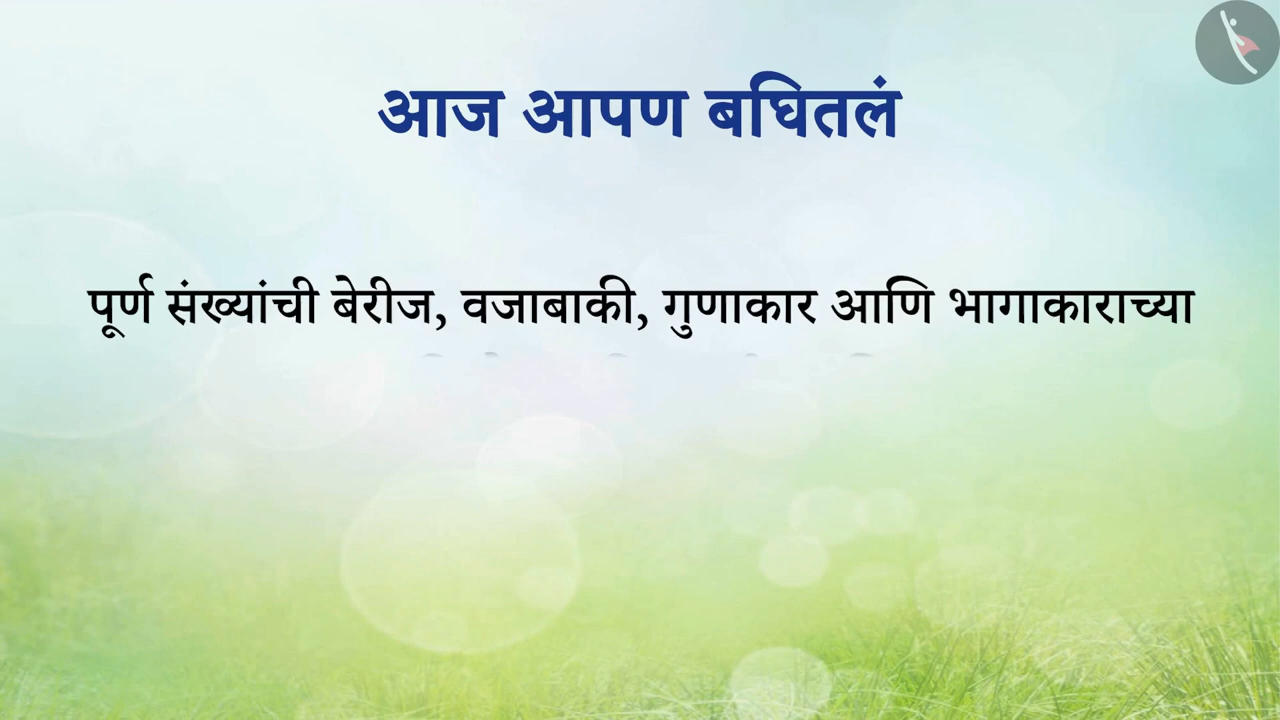 आज आपण बघितलं
पूर्ण संख्यांची बेरीज, वजाबाकी, गुणाकार आणि भागाकाराच्या